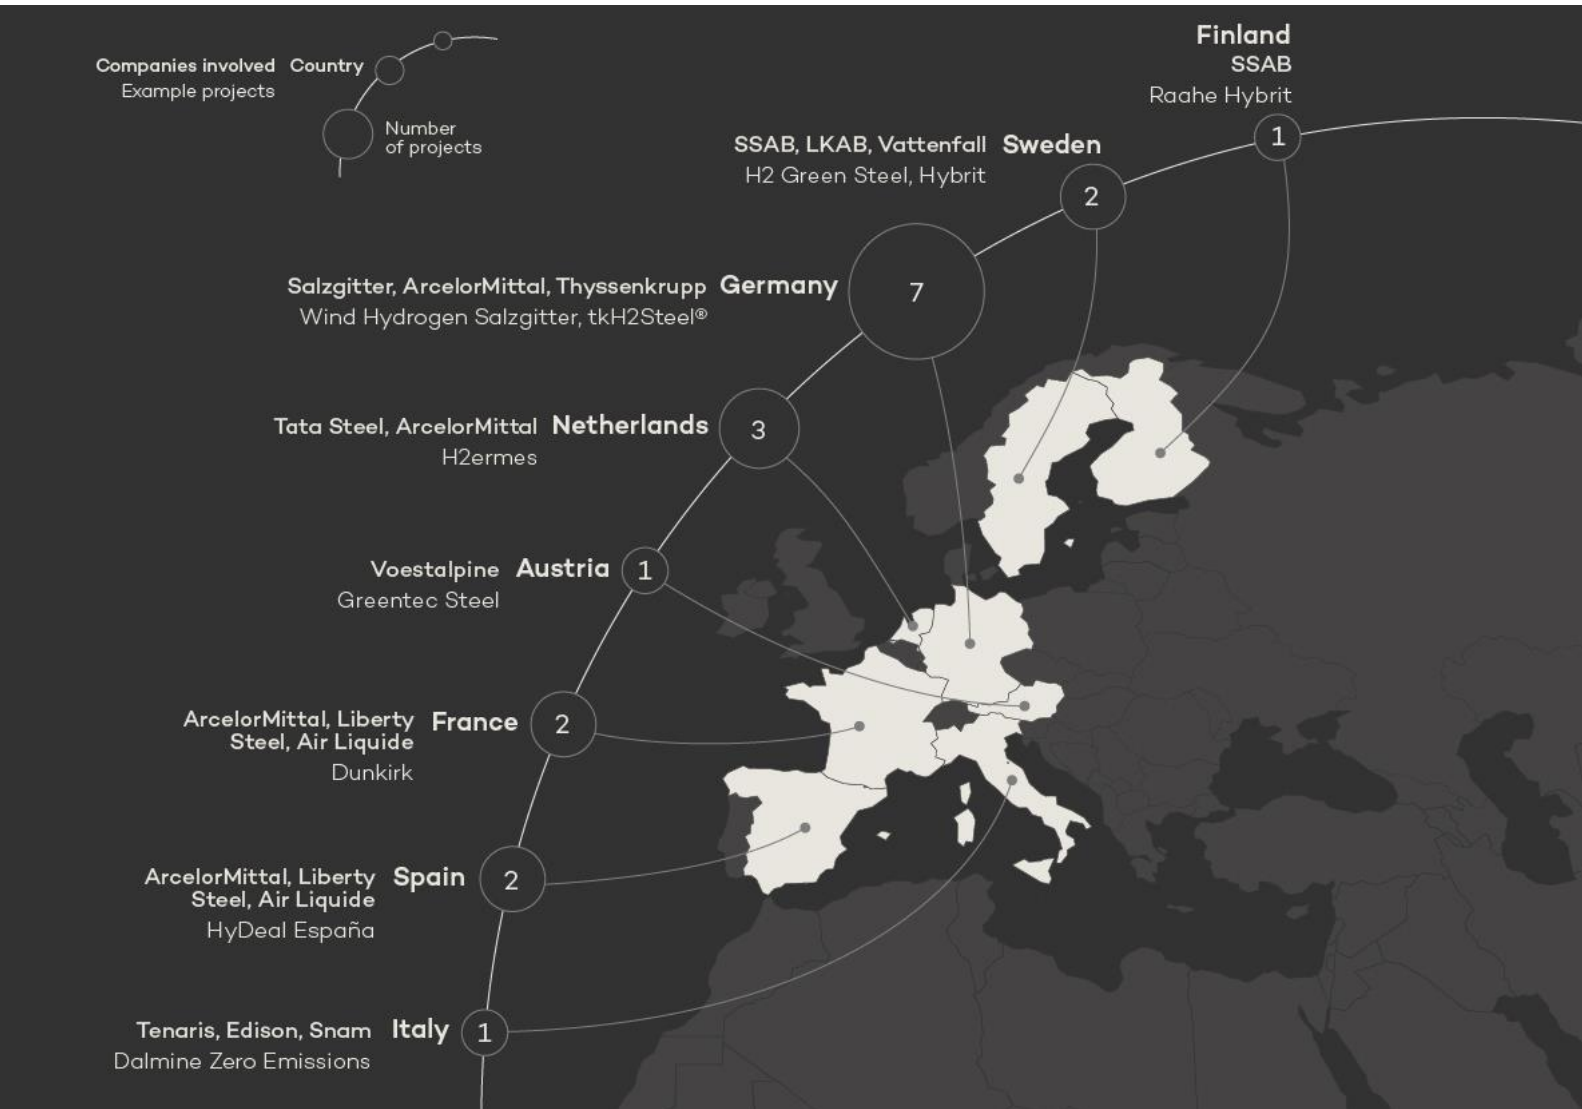 Companies involved Country
Example projects
Number
of projects
Finland
SSAB
Raahe Hybrit
1
SSAB, LKAB, Vattenfall Sweden
H2 Green Steel, Hybrit
2
Salzgitter, ArcelorMittal, Thyssenkrupp Germany
Wind Hydrogen Salzgitter, tkH2Steel®
7
Tata Steel, ArcelorMittal Netherlands
H2ermes
3
Voestalpine Austria
Greentec Steel
1
ArcelorMittal, Liberty France
Steel, Air Liquide
Dunkirk
2
ArcelorMittal, Liberty Spain
Steel, Air Liquide
HyDeal España
2
Tenaris, Edison, Snam Italy
Dalmine Zero Emissions
1